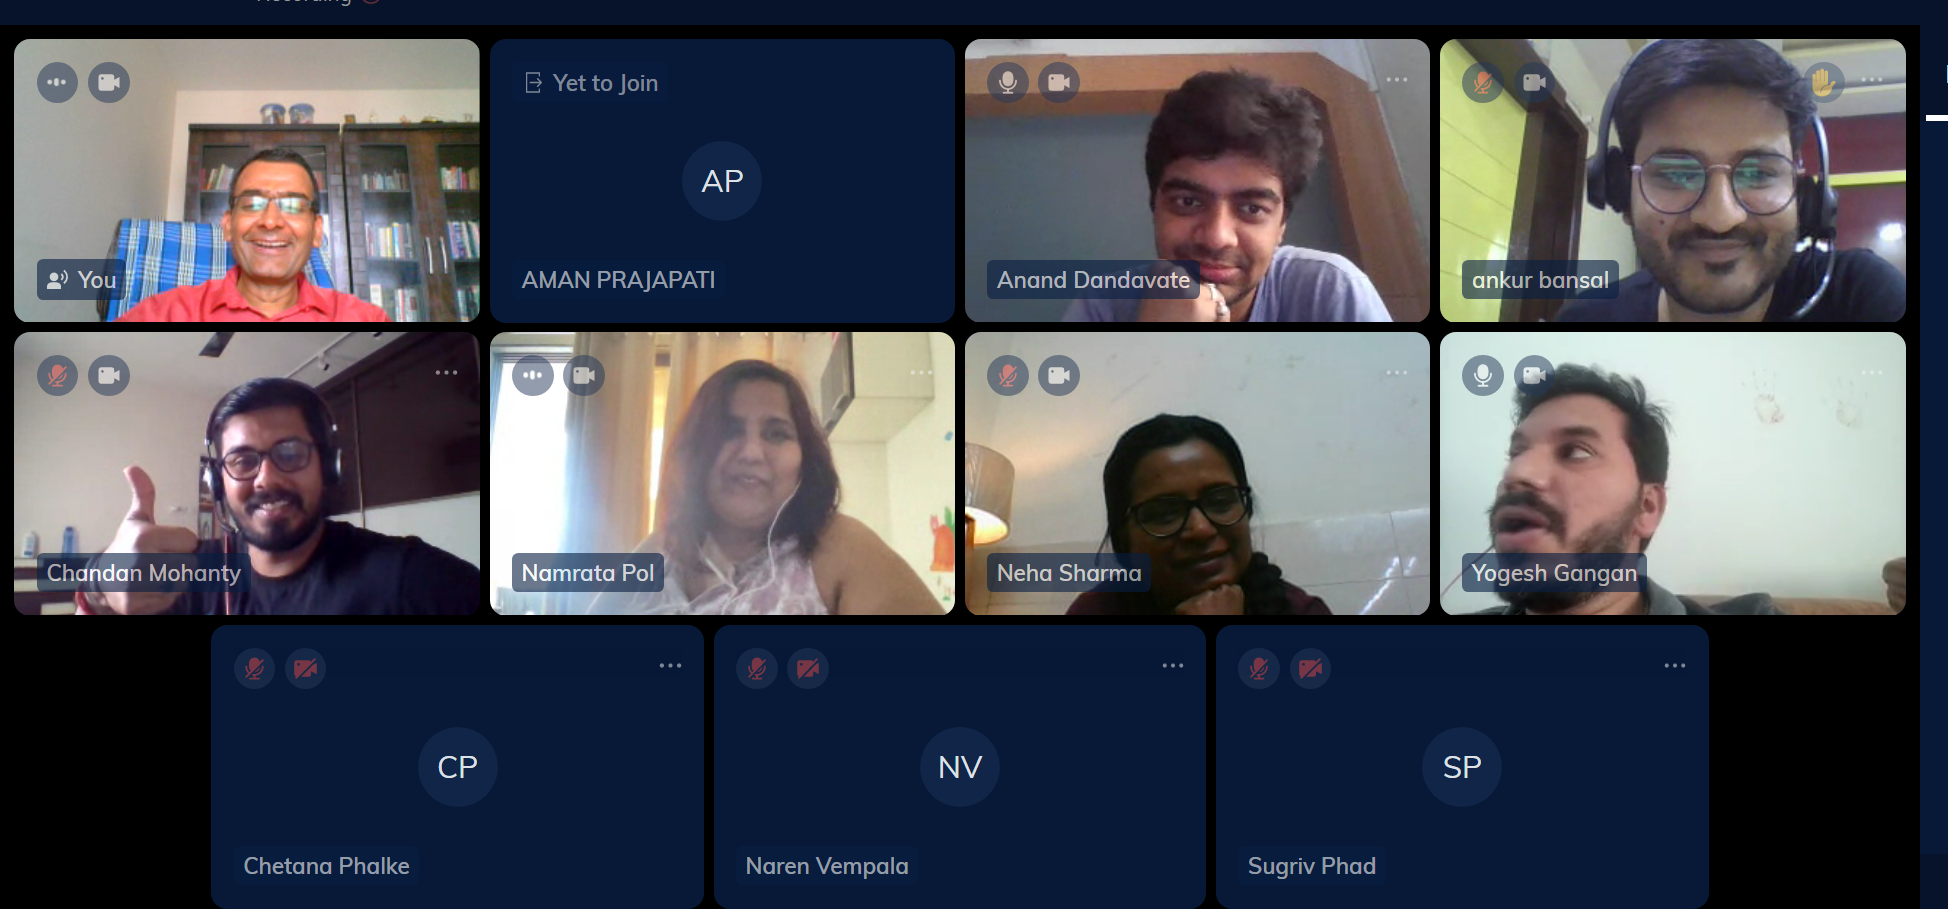 Recording
Yet to Join
AP
You
AMAN PRAJAPATI
Anand Dandavate
ankur bansal
Chandan Mohanty
Namrata Pol
Neha Sharma
Yogesh Gangan
CP
NV
SP
Chetana Phalke
Naren Vempala
Sugriv Phad